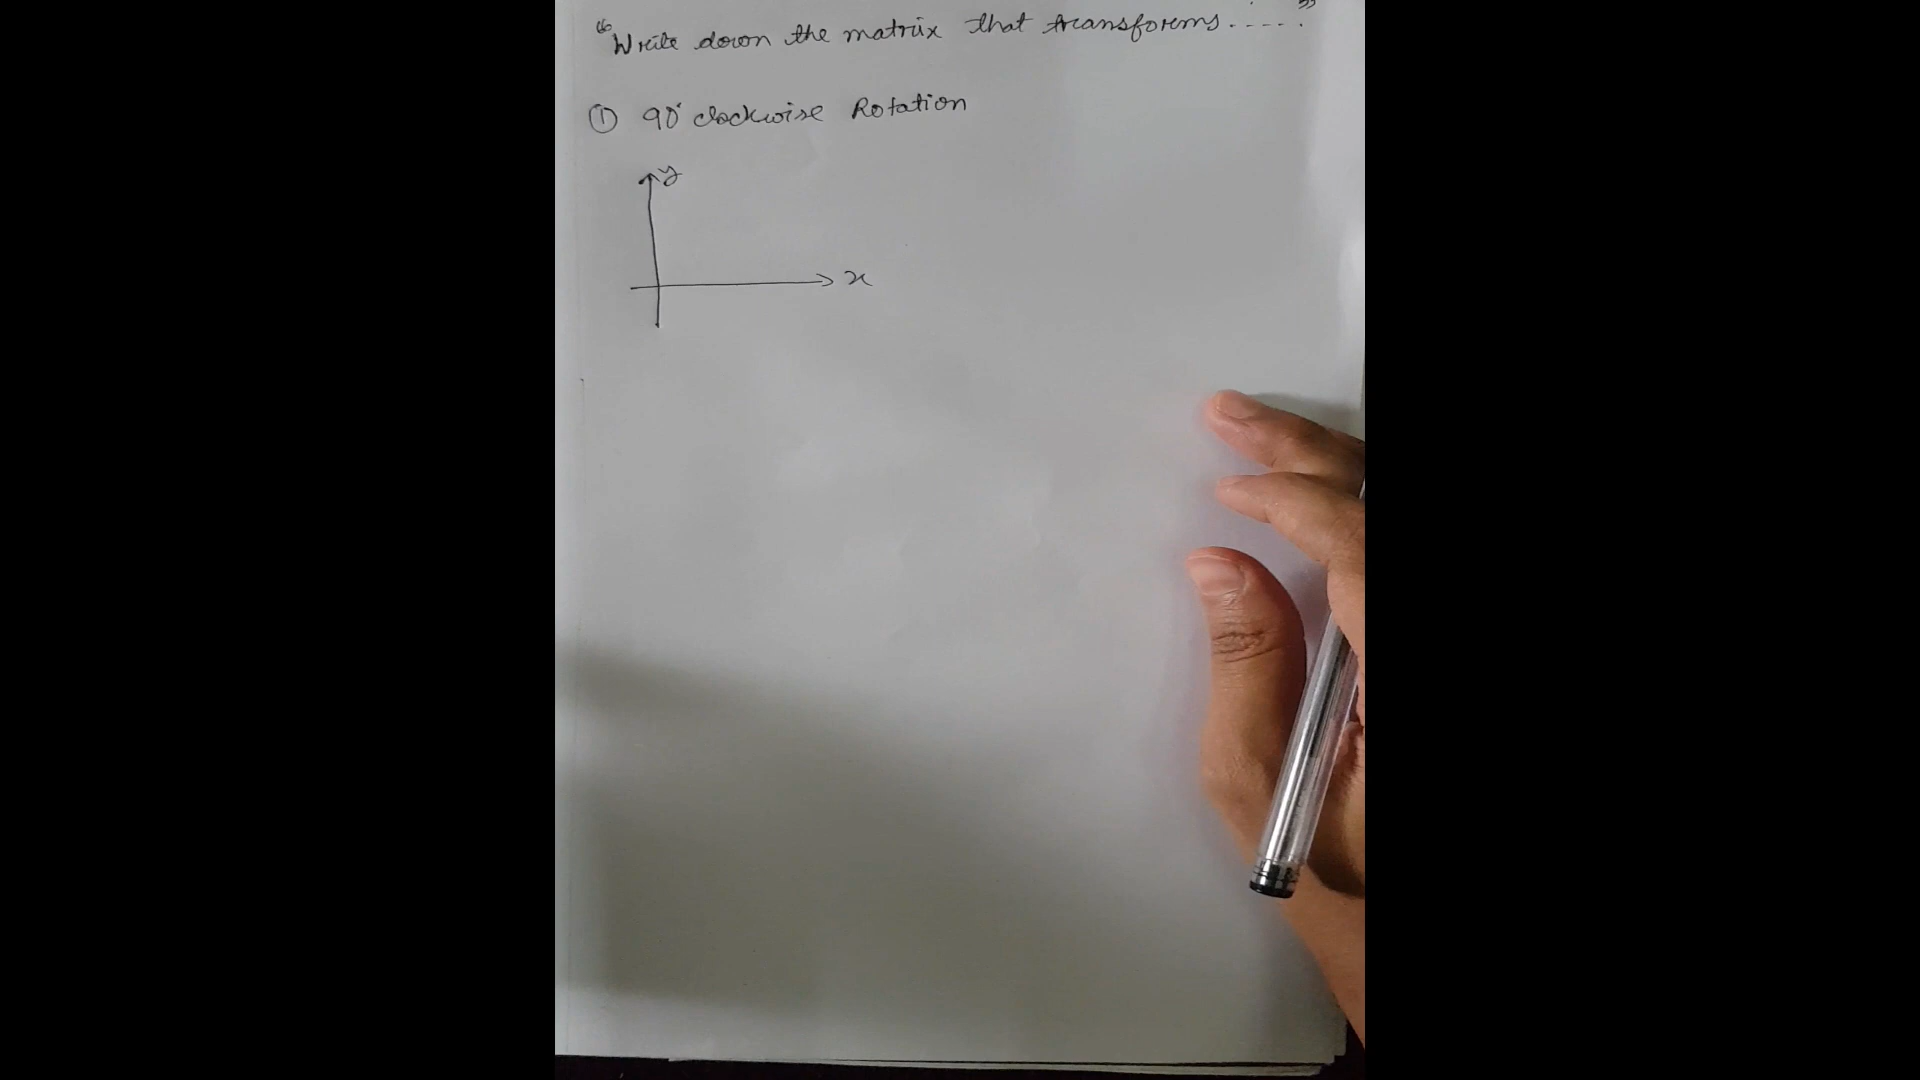 "Write down the matrix that transforms....."
① 90° clockwise Rotation
y
x